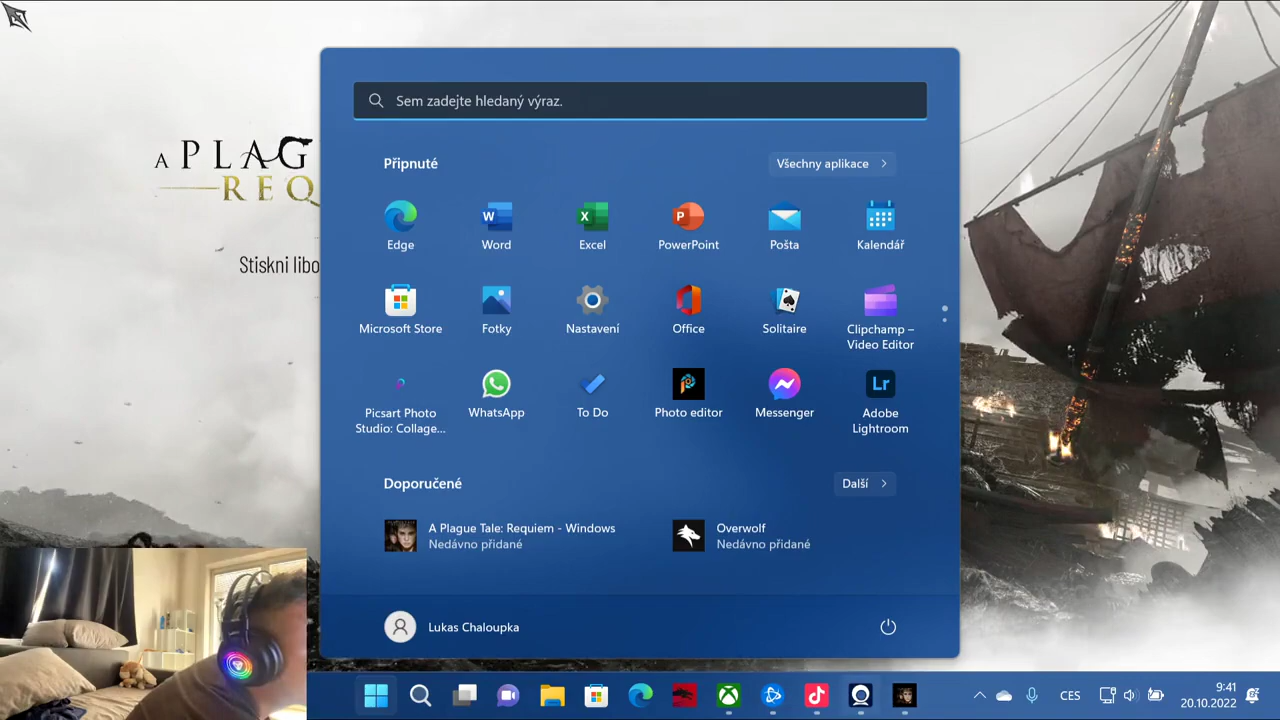 Sem zadejte hledaný výraz.
A PLAG
REQ
Stiskni libo
Připnuté
Všechny aplikace
Edge
Word
Excel
PowerPoint
Pošta
Kalendář
Microsoft Store
Fotky
Nastavení
Office
Solitaire
Clipchamp –
Video Editor
Picsart Photo
Studio: Collage...
WhatsApp
To Do
Photo editor
Messenger
Lr
Adobe
Lightroom
Doporučené
Další
A Plague Tale: Requiem - Windows
Nedávno přidané
Overwolf
Nedávno přidané
Lukas Chaloupka
CES
9:41
20.10.2022